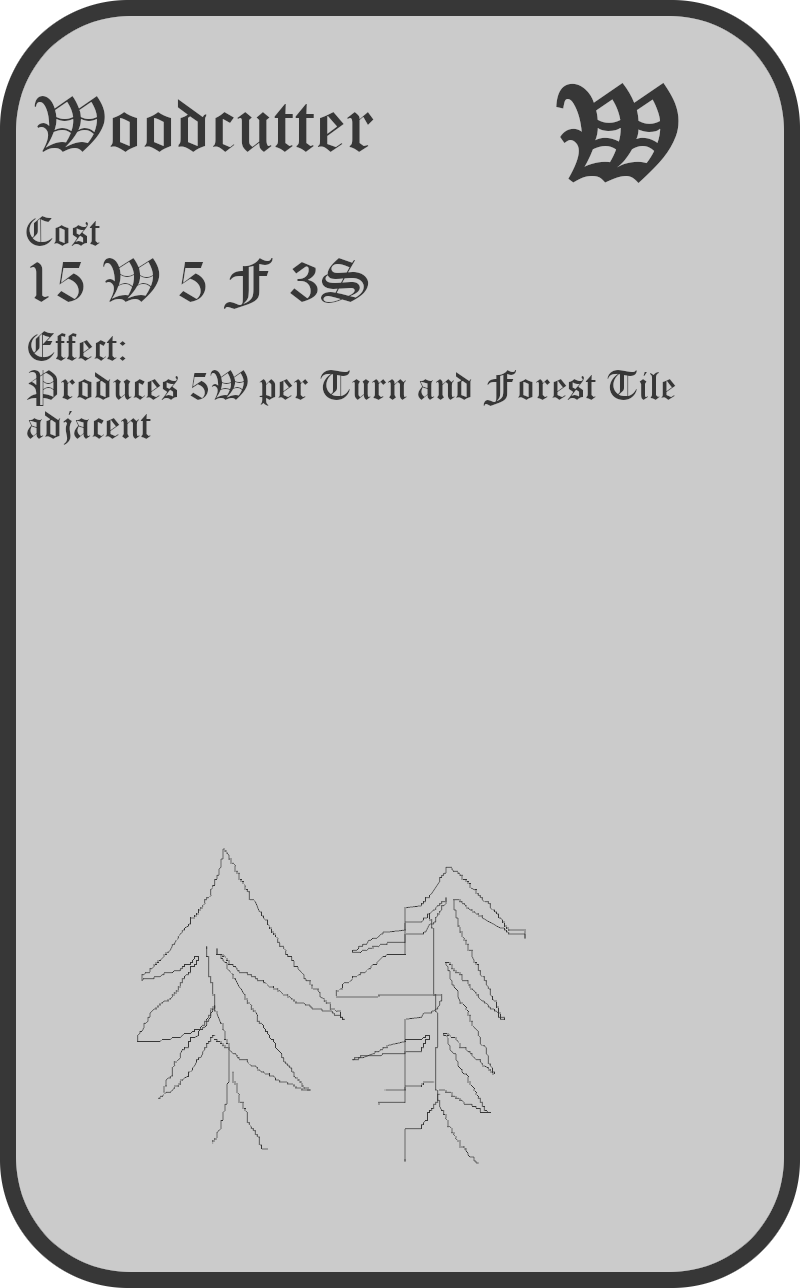 Woodcutter W
Cost
15 W 5 F 3S
Effect:
Produces 5W per Turn and Forest Tile
adjacent